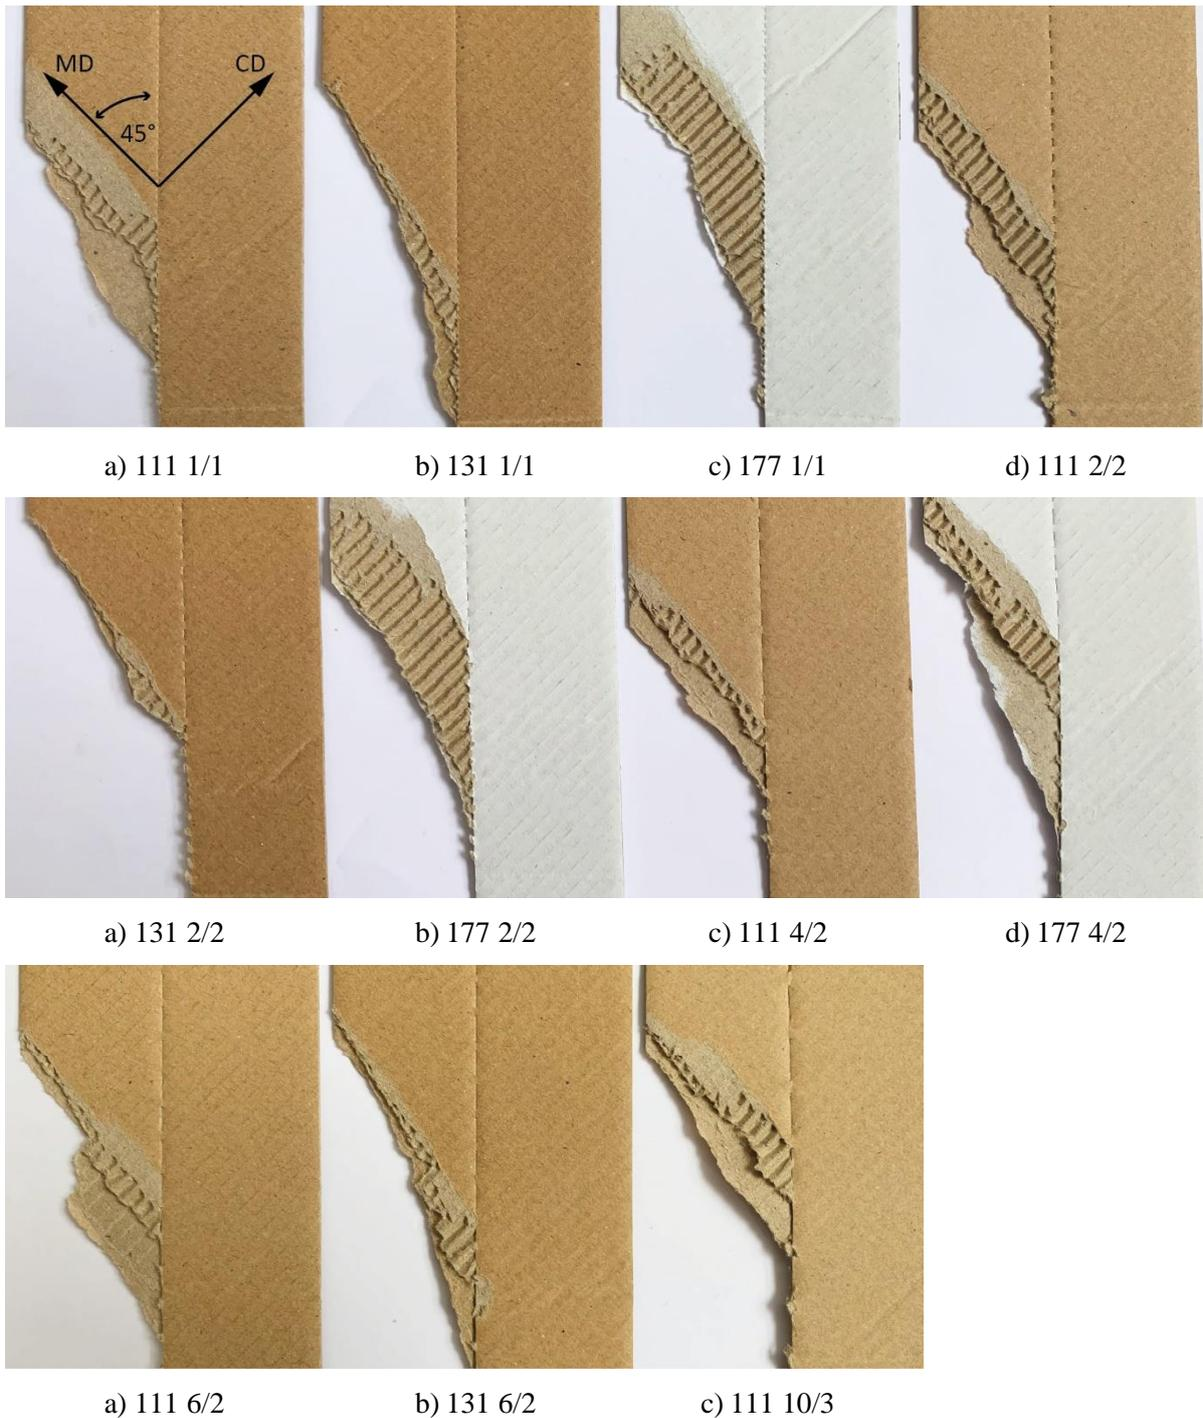 MD
CD
45°
a) 111 1/1
b) 131 1/1
c) 177 1/1
d) 111 2/2
a) 131 2/2
b) 177 2/2
c) 111 4/2
d) 177 4/2
a) 111 6/2
b) 131 6/2
c) 111 10/3